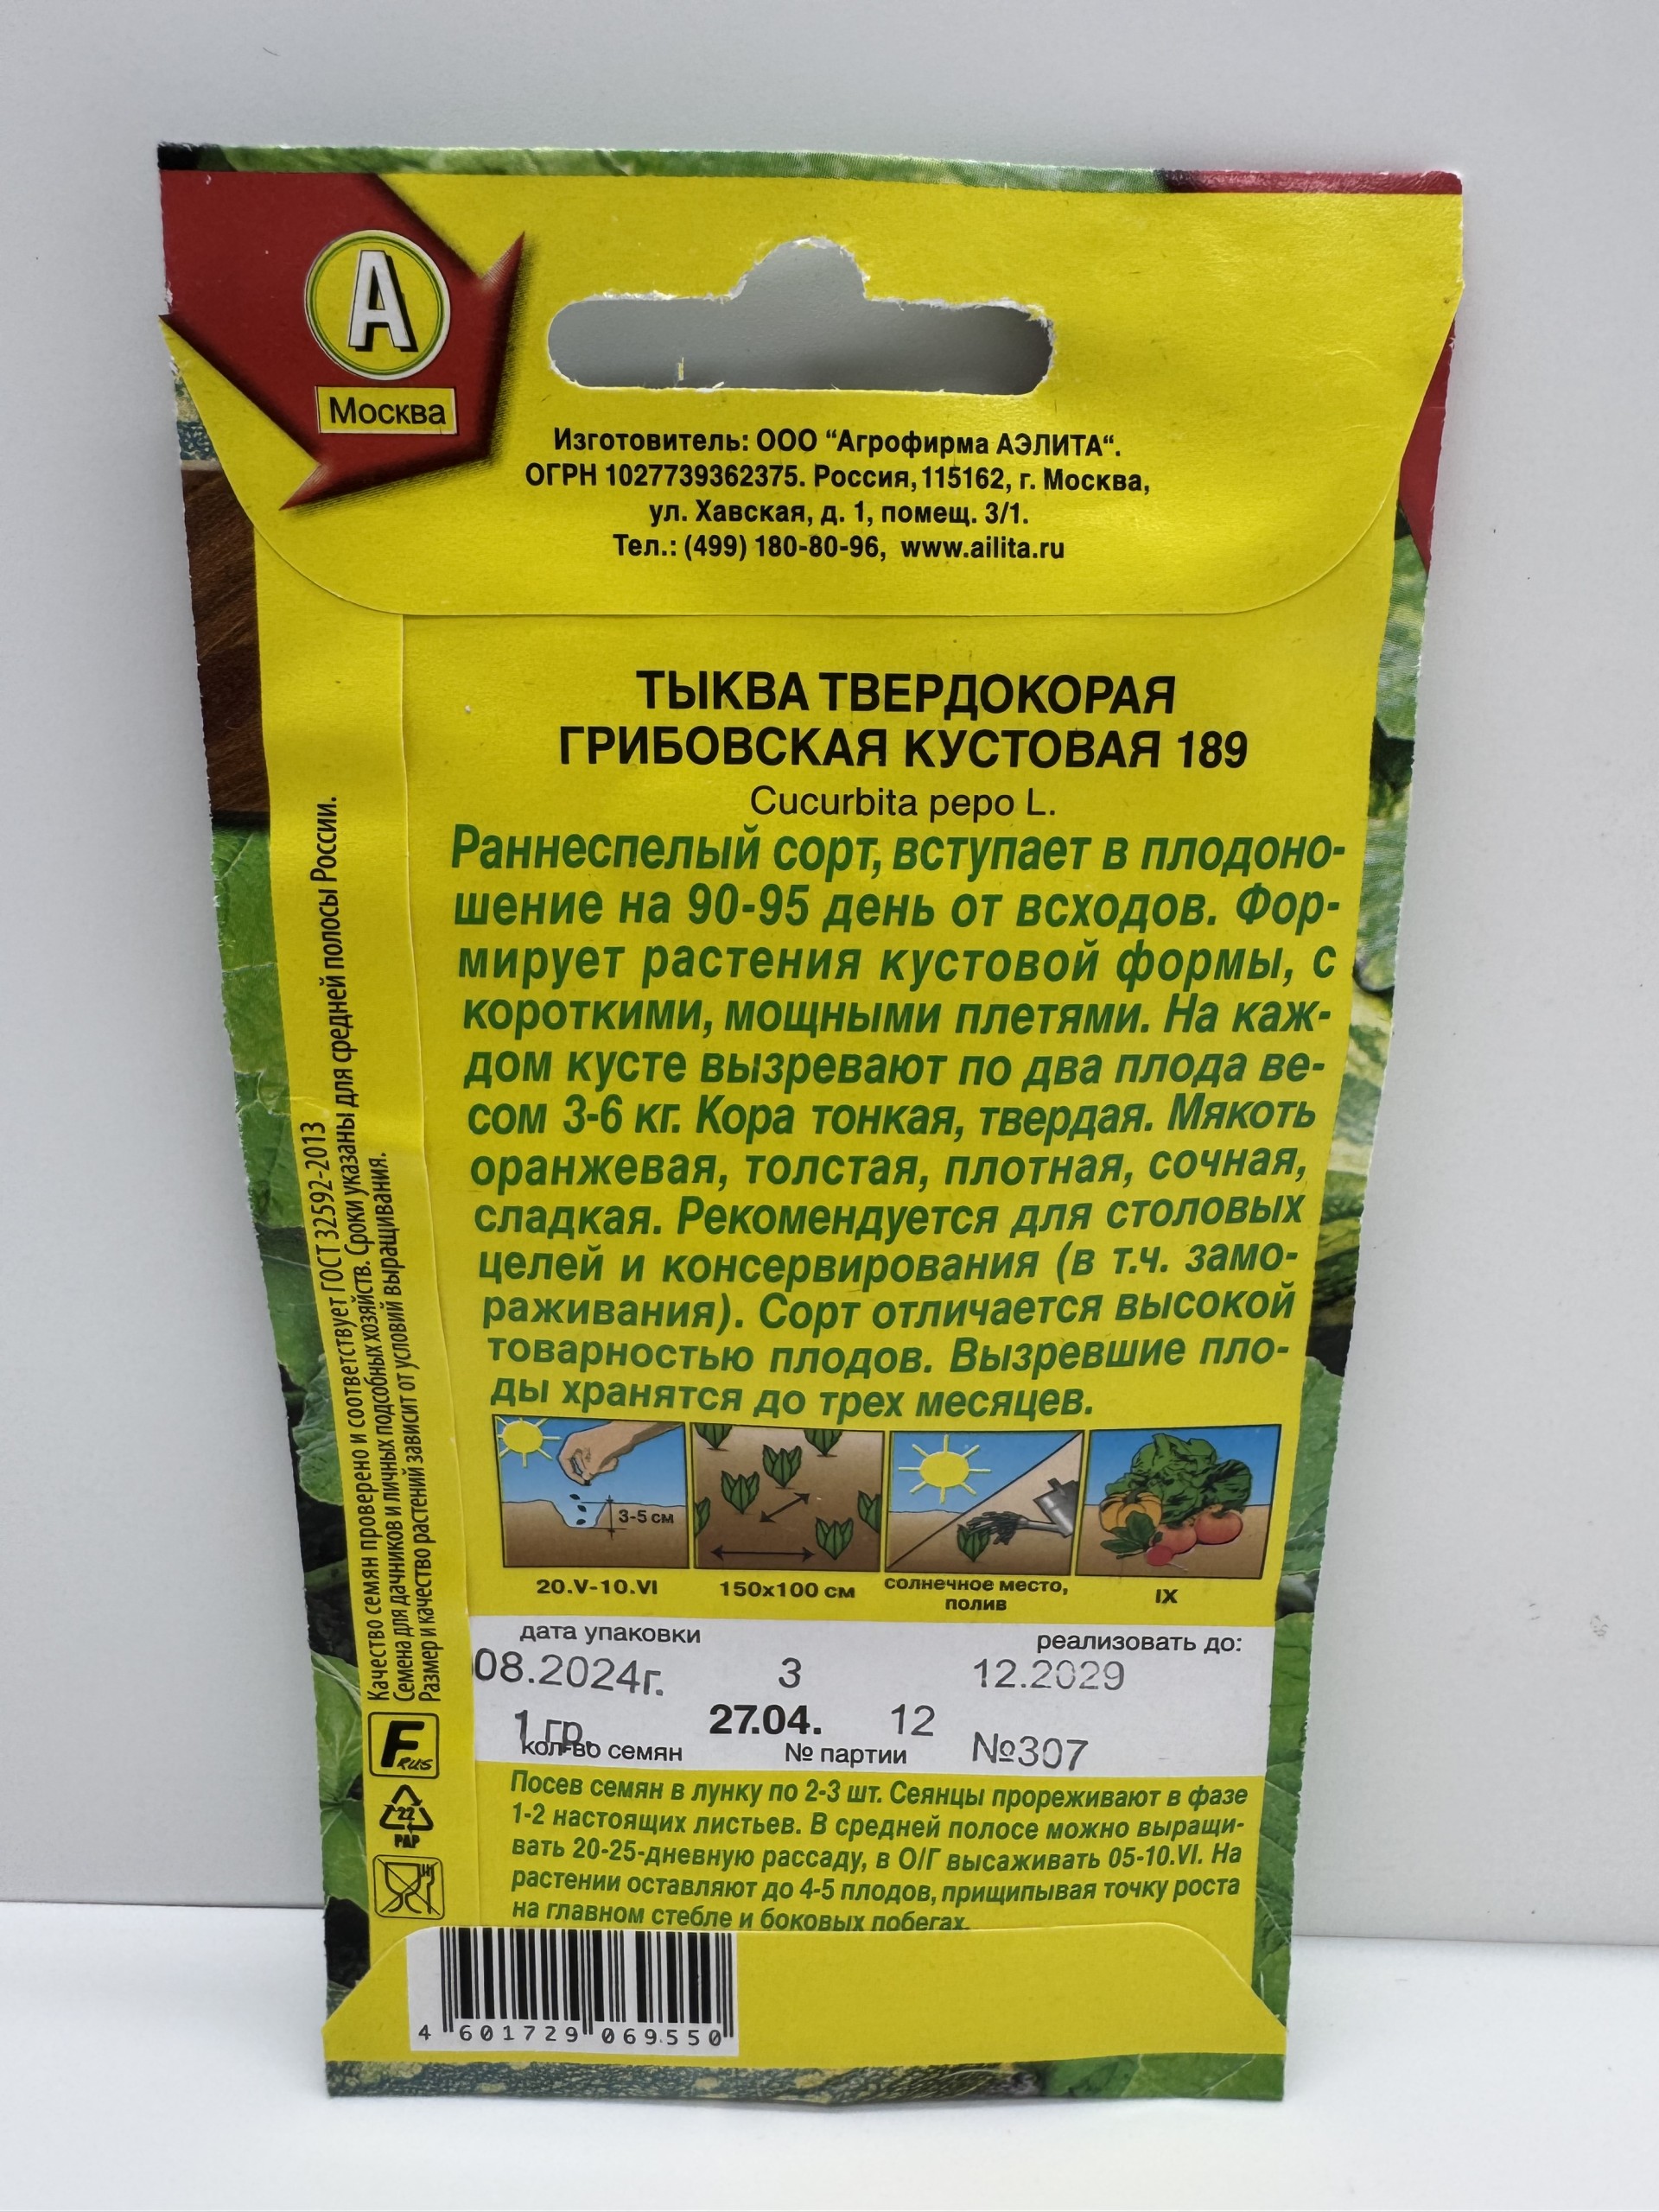 А
Москва
Изготовитель: ООО “Агрофирма АЭЛИТА“.
ОГРН 1027739362375. Россия, 115162, г. Москва,
ул. Хавская, д. 1, помещ. 3/1.
Тел.: (499) 180-80-96, www.ailita.ru
ТЫКВА ТВЕРДОКОРАЯ
ГРИБОВСКАЯ КУСТОВАЯ 189
Cucurbita pepo L.
Раннеспелый сорт, вступает в плодоно-
шение на 90-95 день от всходов. Фор-
мирует растения кустовой формы, с
короткими, мощными плетями. На каж-
дом кусте вызревают по два плода ве-
сом 3-6 кг. Кора тонкая, твердая. Мякоть
оранжевая, толстая, плотная, сочная,
сладкая. Рекомендуется для столовых
целей и консервирования (в т.ч. замо-
раживания). Сорт отличается высокой
товарностью плодов. Вызревшие пло-
ды хранятся до трех месяцев.
3-5 см
20.V-10.VI
150х100 см
солнечное место,
полив
IX
дата упаковки
реализовать до:
08.2024г.
3
12.2029
1 гр.
27.04.
12
кол-во семян
№ партии
№307
Посев семян в лунку по 2-3 шт. Сеянцы прореживают в фазе
1-2 настоящих листьев. В средней полосе можно выращи-
вать 20-25-дневную рассаду, в О/Г высаживать 05-10.VI. На
растении оставляют до 4-5 плодов, прищипывая точку роста
на главном стебле и боковых побегах.
Качество семян проверено и соответствует ГОСТ 32592-2013
Семена для дачников и личных подсобных хозяйств. Сроки указаны для средней полосы России.
Размер и качество растений зависит от условий выращивания.
F RUS
22
PAP
4 601729 069550